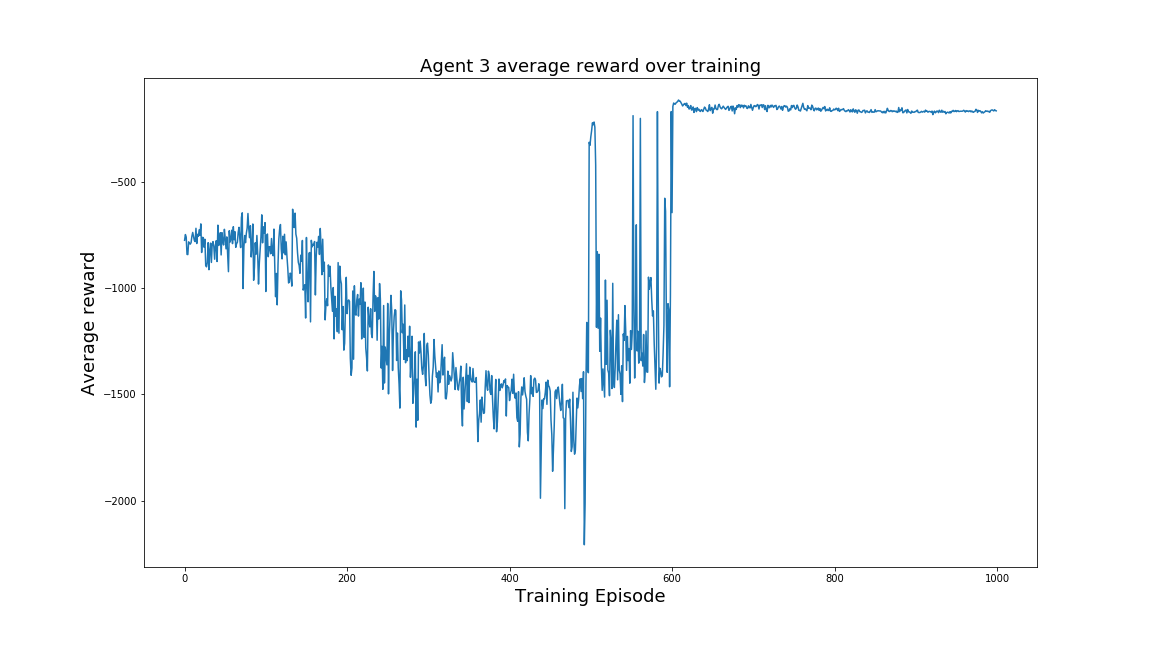 Agent 3 average reward over training
Average reward
−500
−1000
−1500
−2000
0 200 400 600 800 1000
Training Episode